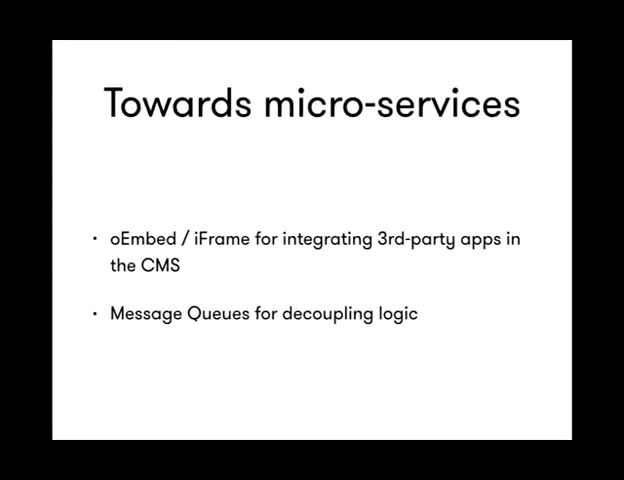 Towards micro-services
• oEmbed / iFrame for integrating 3rd-party apps in
the CMS
• Message Queues for decoupling logic